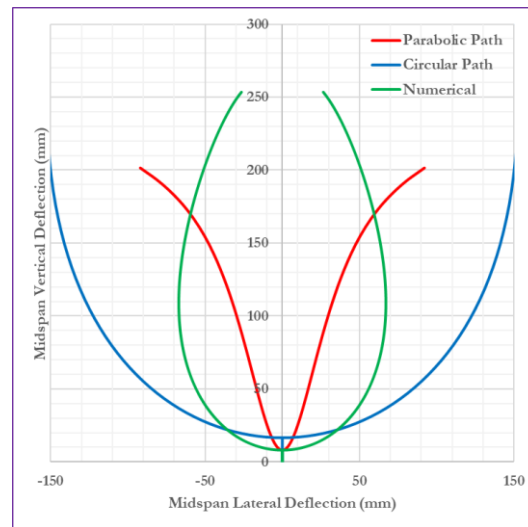 300
250
200
150
100
50
0
-150
-50
50
150
Midspan Vertical Deflection (mm)
Midspan Lateral Deflection (mm)
Parabolic Path
Circular Path
Numerical